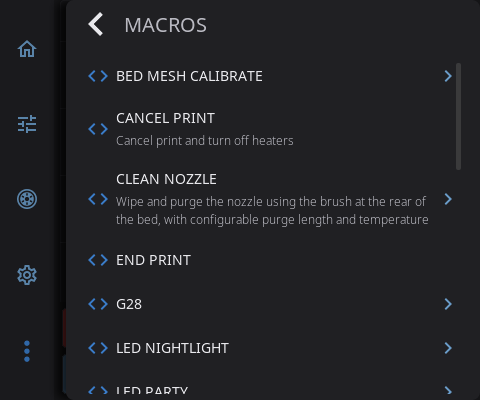 MACROS
BED MESH CALIBRATE
CANCEL PRINT
Cancel print and turn off heaters
CLEAN NOZZLE
Wipe and purge the nozzle using the brush at the rear of
the bed, with configurable purge length and temperature
END PRINT
G28
LED NIGHTLIGHT
LED PARTY